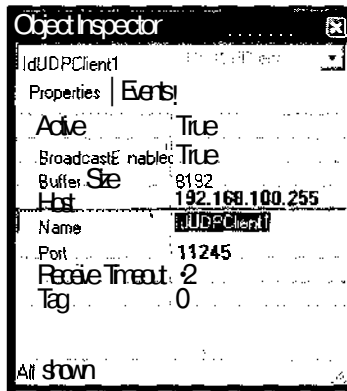 Object Inspector
IdUDPClient1
Properties Events
Active True
BroadcastEnabled True
BufferSize 8192
Host 192.168.100.255
Name IdUDPClient1
Port 11245
ReceiveTimeout -2
Tag 0
All shown